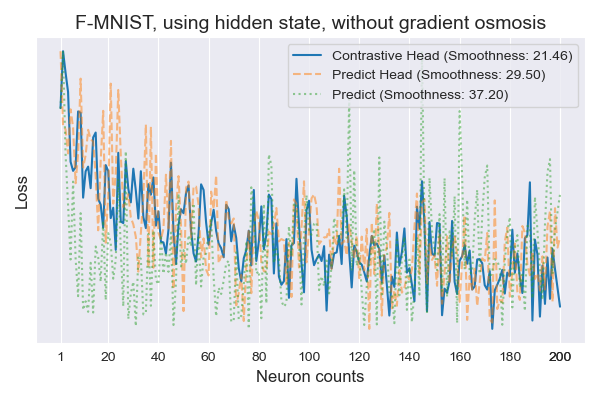 F-MNIST, using hidden state, without gradient osmosis
Contrastive Head (Smoothness: 21.46)
Predict Head (Smoothness: 29.50)
Predict (Smoothness: 37.20)
Loss
1 20 40 60 80 100 120 140 160 180 200 200
Neuron counts